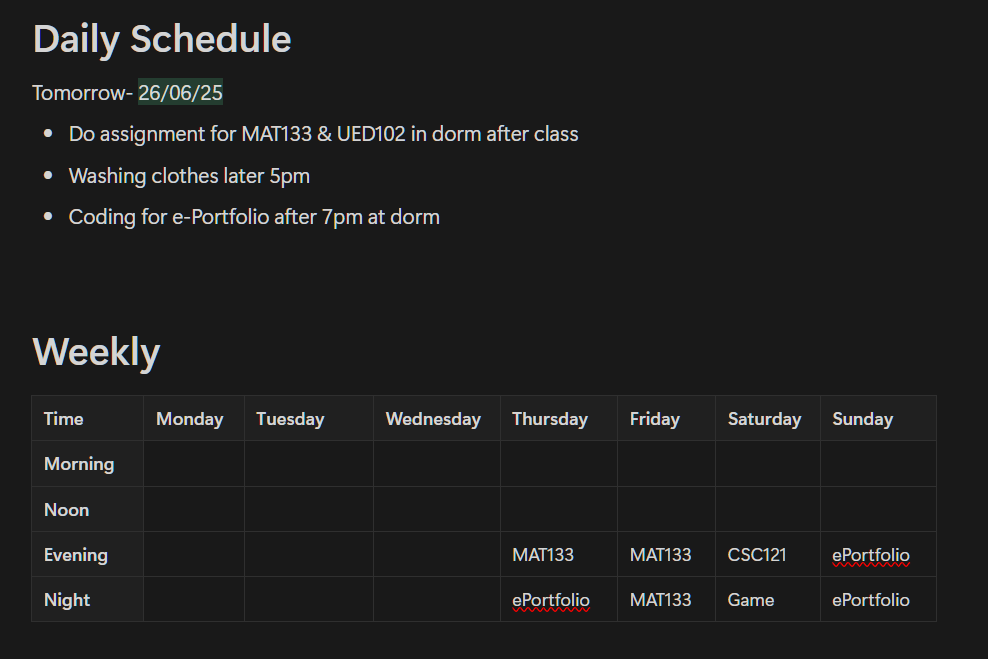 Daily Schedule
Tomorrow- 26/06/25
Do assignment for MAT133 & UED102 in dorm after class
Washing clothes later 5pm
Coding for e-Portfolio after 7pm at dorm
Weekly
Time Monday Tuesday Wednesday Thursday Friday Saturday Sunday
Morning
Noon
Evening MAT133 MAT133 CSC121 ePortfolio
Night ePortfolio MAT133 Game ePortfolio